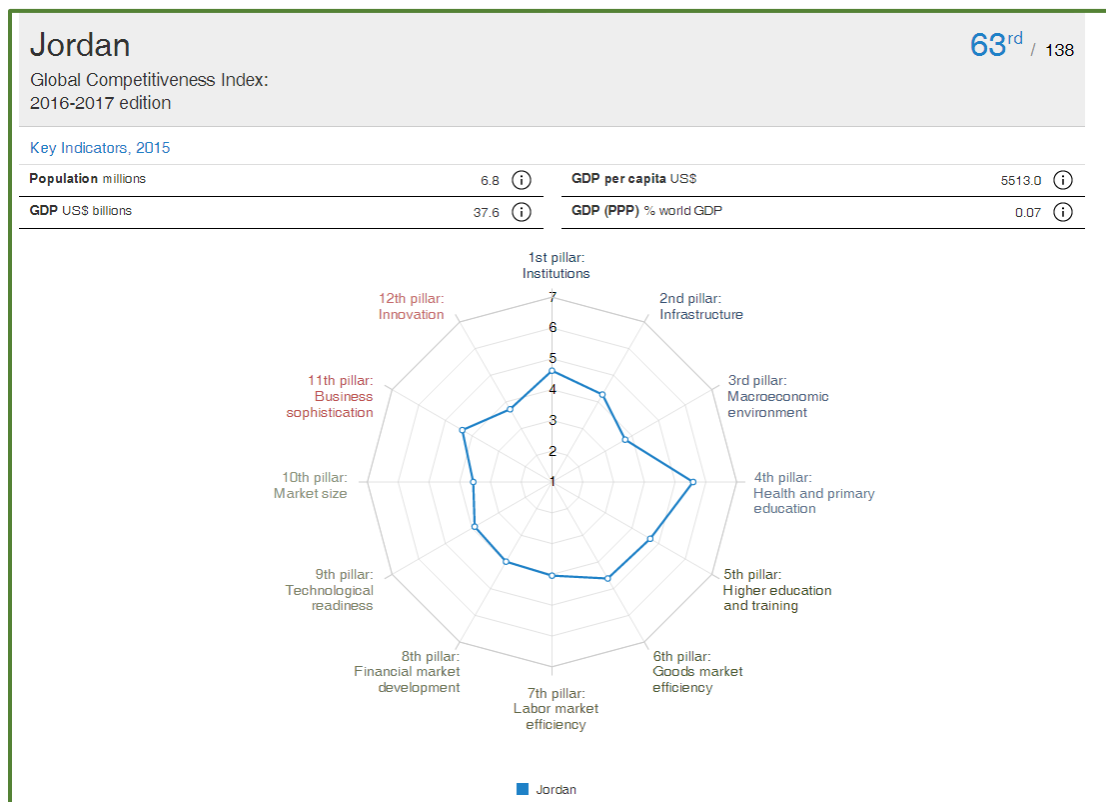 Jordan
63rd / 138
Global Competitiveness Index:
2016-2017 edition
Key Indicators, 2015
Population millions 6.8
GDP per capita US$ 5513.0
GDP US$ billions 37.6
GDP (PPP) % world GDP 0.07
1st pillar:
Institutions
2nd pillar:
Infrastructure
3rd pillar:
Macroeconomic
environment
4th pillar:
Health and primary
education
5th pillar:
Higher education
and training
6th pillar:
Goods market
efficiency
7th pillar:
Labor market
efficiency
8th pillar:
Financial market
development
9th pillar:
Technological
readiness
10th pillar:
Market size
11th pillar:
Business
sophistication
12th pillar:
Innovation
7
6
5
4
3
2
1
Jordan